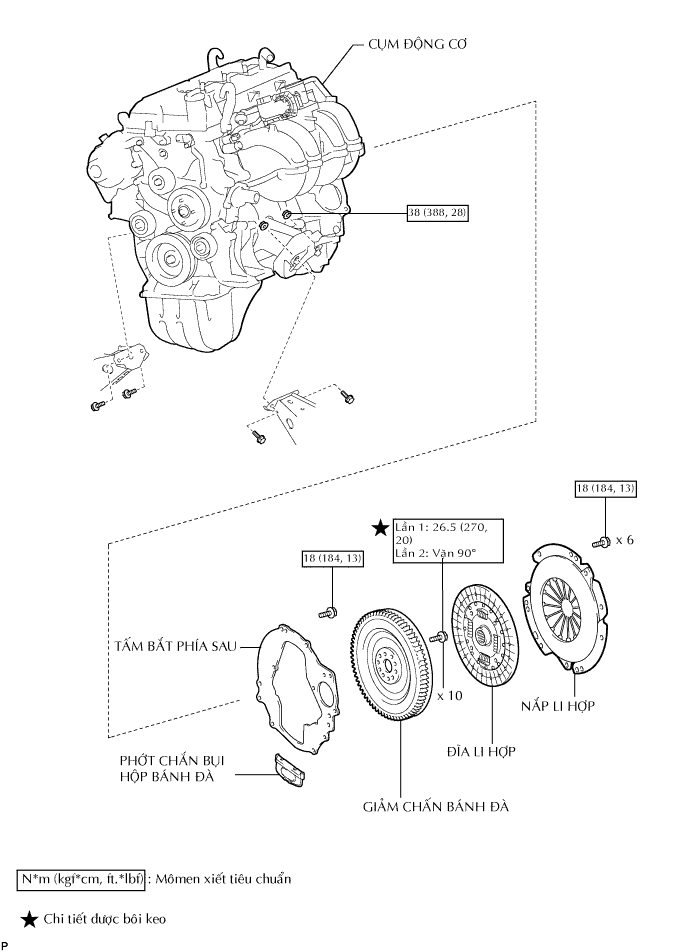 CỤM ĐỘNG CƠ
38 (388, 28)
18 (184, 13)
x 6
Lần 1: 26.5 (270,
20)
Lần 2: Vặn 90°
18 (184, 13)
TẤM BẮT PHÍA SAU
x 10
NẮP LI HỢP
ĐĨA LI HỢP
PHỚT CHẮN BỤI
HỘP BÁNH ĐÀ
GIẢM CHẤN BÁNH ĐÀ
N*m (kgf*cm, ft.*lbf) : Mômen xiết tiêu chuẩn
★ Chi tiết được bôi keo
P